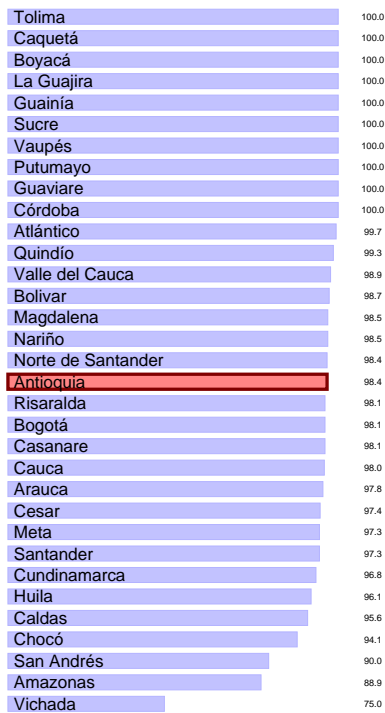 Tolima 100.0
Caquetá 100.0
Boyacá 100.0
La Guajira 100.0
Guainía 100.0
Sucre 100.0
Vaupés 100.0
Putumayo 100.0
Guaviare 100.0
Córdoba 100.0
Atlántico 99.7
Quindío 99.3
Valle del Cauca 98.9
Bolivar 98.7
Magdalena 98.5
Nariño 98.5
Norte de Santander 98.4
Antioquia 98.4
Risaralda 98.1
Bogotá 98.1
Casanare 98.1
Cauca 98.0
Arauca 97.8
Cesar 97.4
Meta 97.3
Santander 97.3
Cundinamarca 96.8
Huila 96.1
Caldas 95.6
Chocó 94.1
San Andrés 90.0
Amazonas 88.9
Vichada 75.0